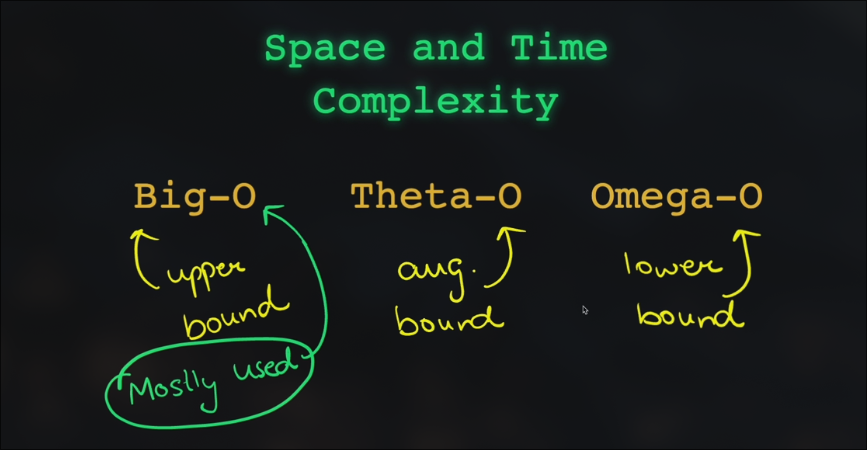 Space and Time
Complexity
Big-O Theta-O Omega-O
upper
bound
avg.
bound
lower
bound
Mostly used